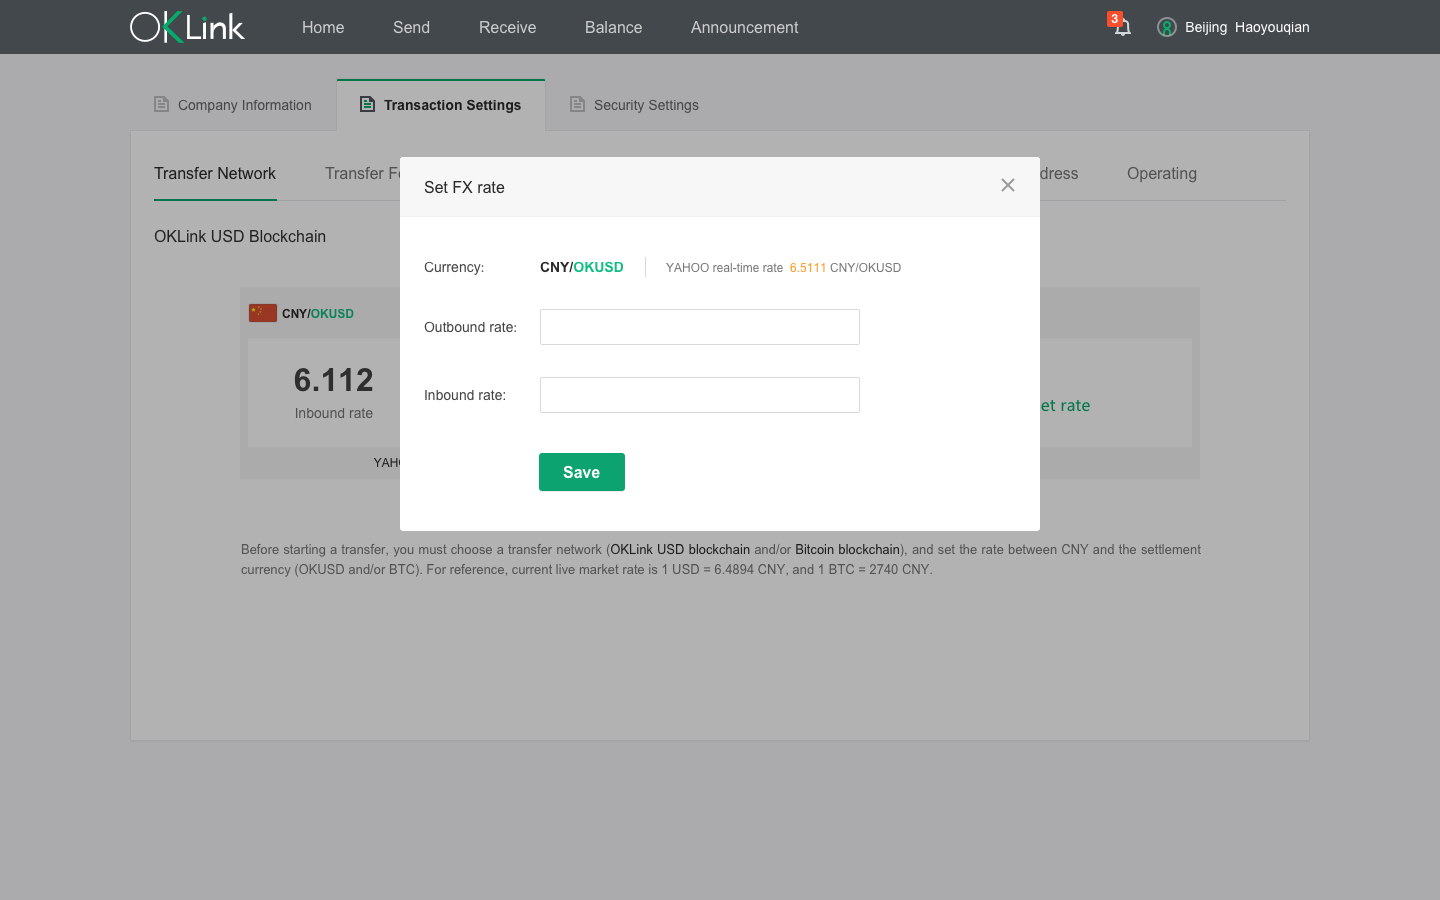 OKLink Home Send Receive Balance Announcement 3 Beijing Haoyouqian
Company Information Transaction Settings Security Settings
Transfer Network Transfer Operating
Set FX rate
OKLink USD Blockchain
Currency: CNY/OKUSD YAHOO real-time rate 6.5111 CNY/OKUSD
CNY/OKUSD
Outbound rate:
6.112
Inbound rate
Inbound rate:
rate
Save
Before starting a transfer, you must choose a transfer network (OKLink USD blockchain and/or Bitcoin blockchain), and set the rate between CNY and the settlement
currency (OKUSD and/or BTC). For reference, current live market rate is 1 USD = 6.4894 CNY, and 1 BTC = 2740 CNY.